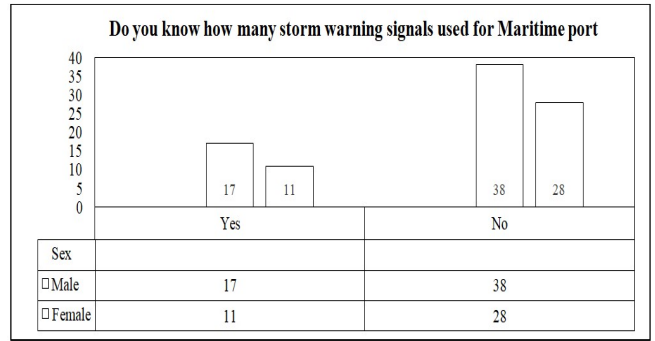 Do you know how many storm warning signals used for Maritime port
40
35
30
25
20
15
10
5
0
17 11 38 28
Yes No
Sex
Male 17 38
Female 11 28